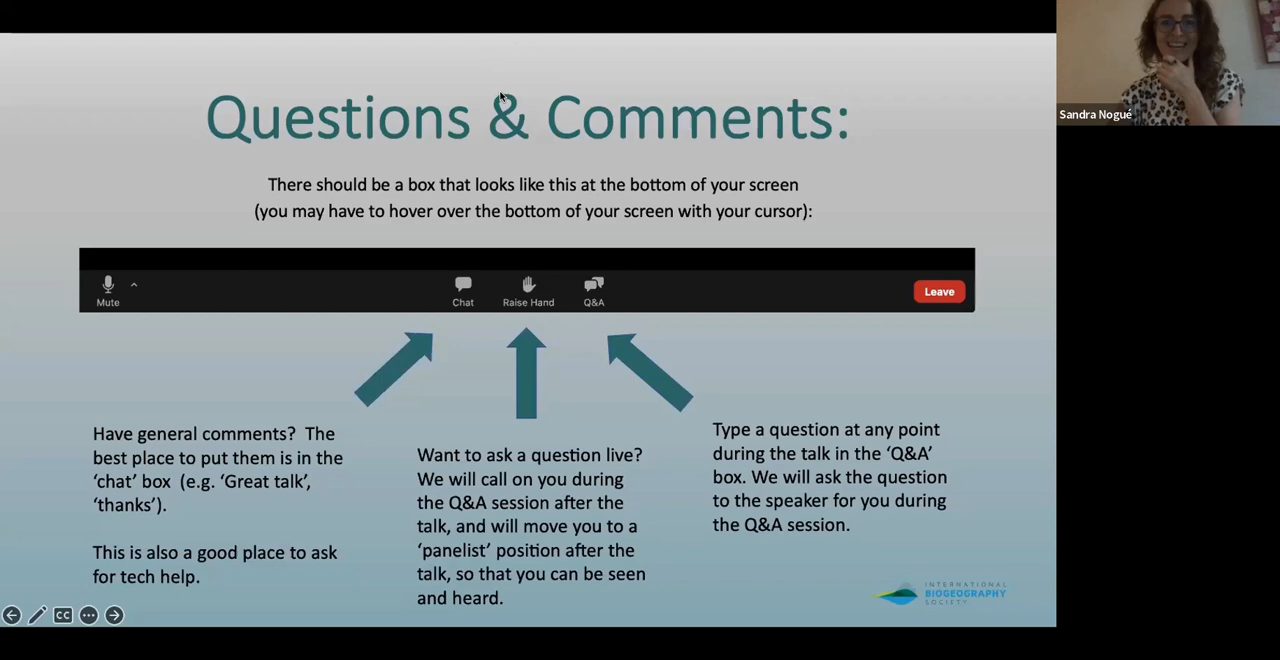 Questions & Comments:
There should be a box that looks like this at the bottom of your screen
(you may have to hover over the bottom of your screen with your cursor):
Mute
Chat
Raise Hand
Q&A
Leave
Have general comments? The
best place to put them is in the
‘chat’ box (e.g. ‘Great talk’,
‘thanks’).
This is also a good place to ask
for tech help.
Want to ask a question live?
We will call on you during
the Q&A session after the
talk, and will move you to a
‘panelist’ position after the
talk, so that you can be seen
and heard.
Type a question at any point
during the talk in the ‘Q&A’
box. We will ask the question
to the speaker for you during
the Q&A session.
INTERNATIONAL
BIOGEOGRAPHY
SOCIETY
CC
Sandra Nogué